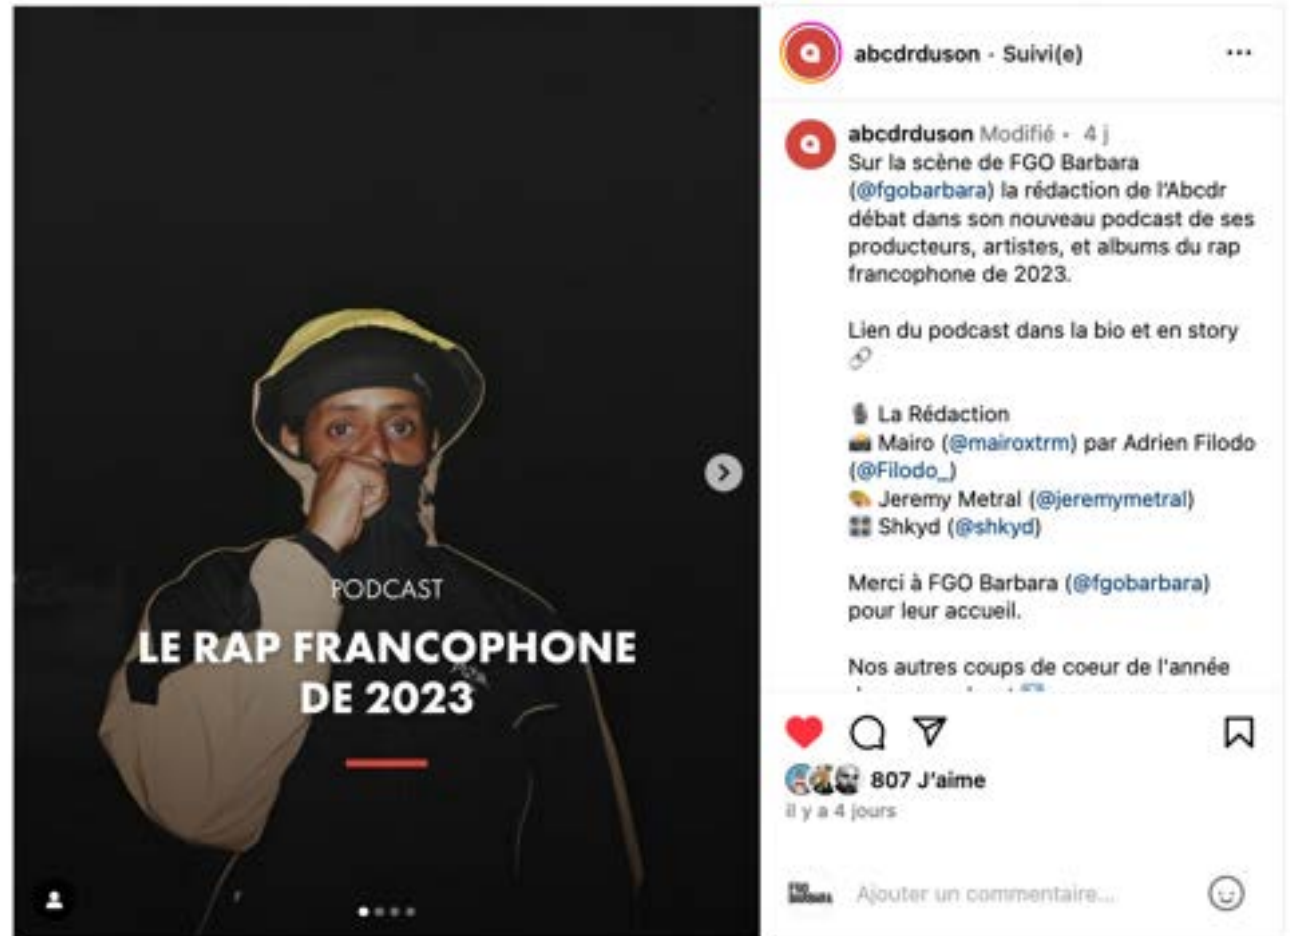 PODCAST
LE RAP FRANCOPHONE
DE 2023
abcdrduson · Suivi(e)
abcdrduson Modifié · 4 j
Sur la scène de FGO Barbara
(@fgobarbara) la rédaction de l'Abcdr
débat dans son nouveau podcast de ses
producteurs, artistes, et albums du rap
francophone de 2023.
Lien du podcast dans la bio et en story
La Rédaction
Mairo (@mairoxtrm) par Adrien Filodo
(@Filodo_)
Jeremy Metral (@jeremymetral)
Shkyd (@shkyd)
Merci à FGO Barbara (@fgobarbara)
pour leur accueil.
Nos autres coups de coeur de l'année
807 J'aime
il y a 4 jours
FGO
BARBARA
Ajouter un commentaire...